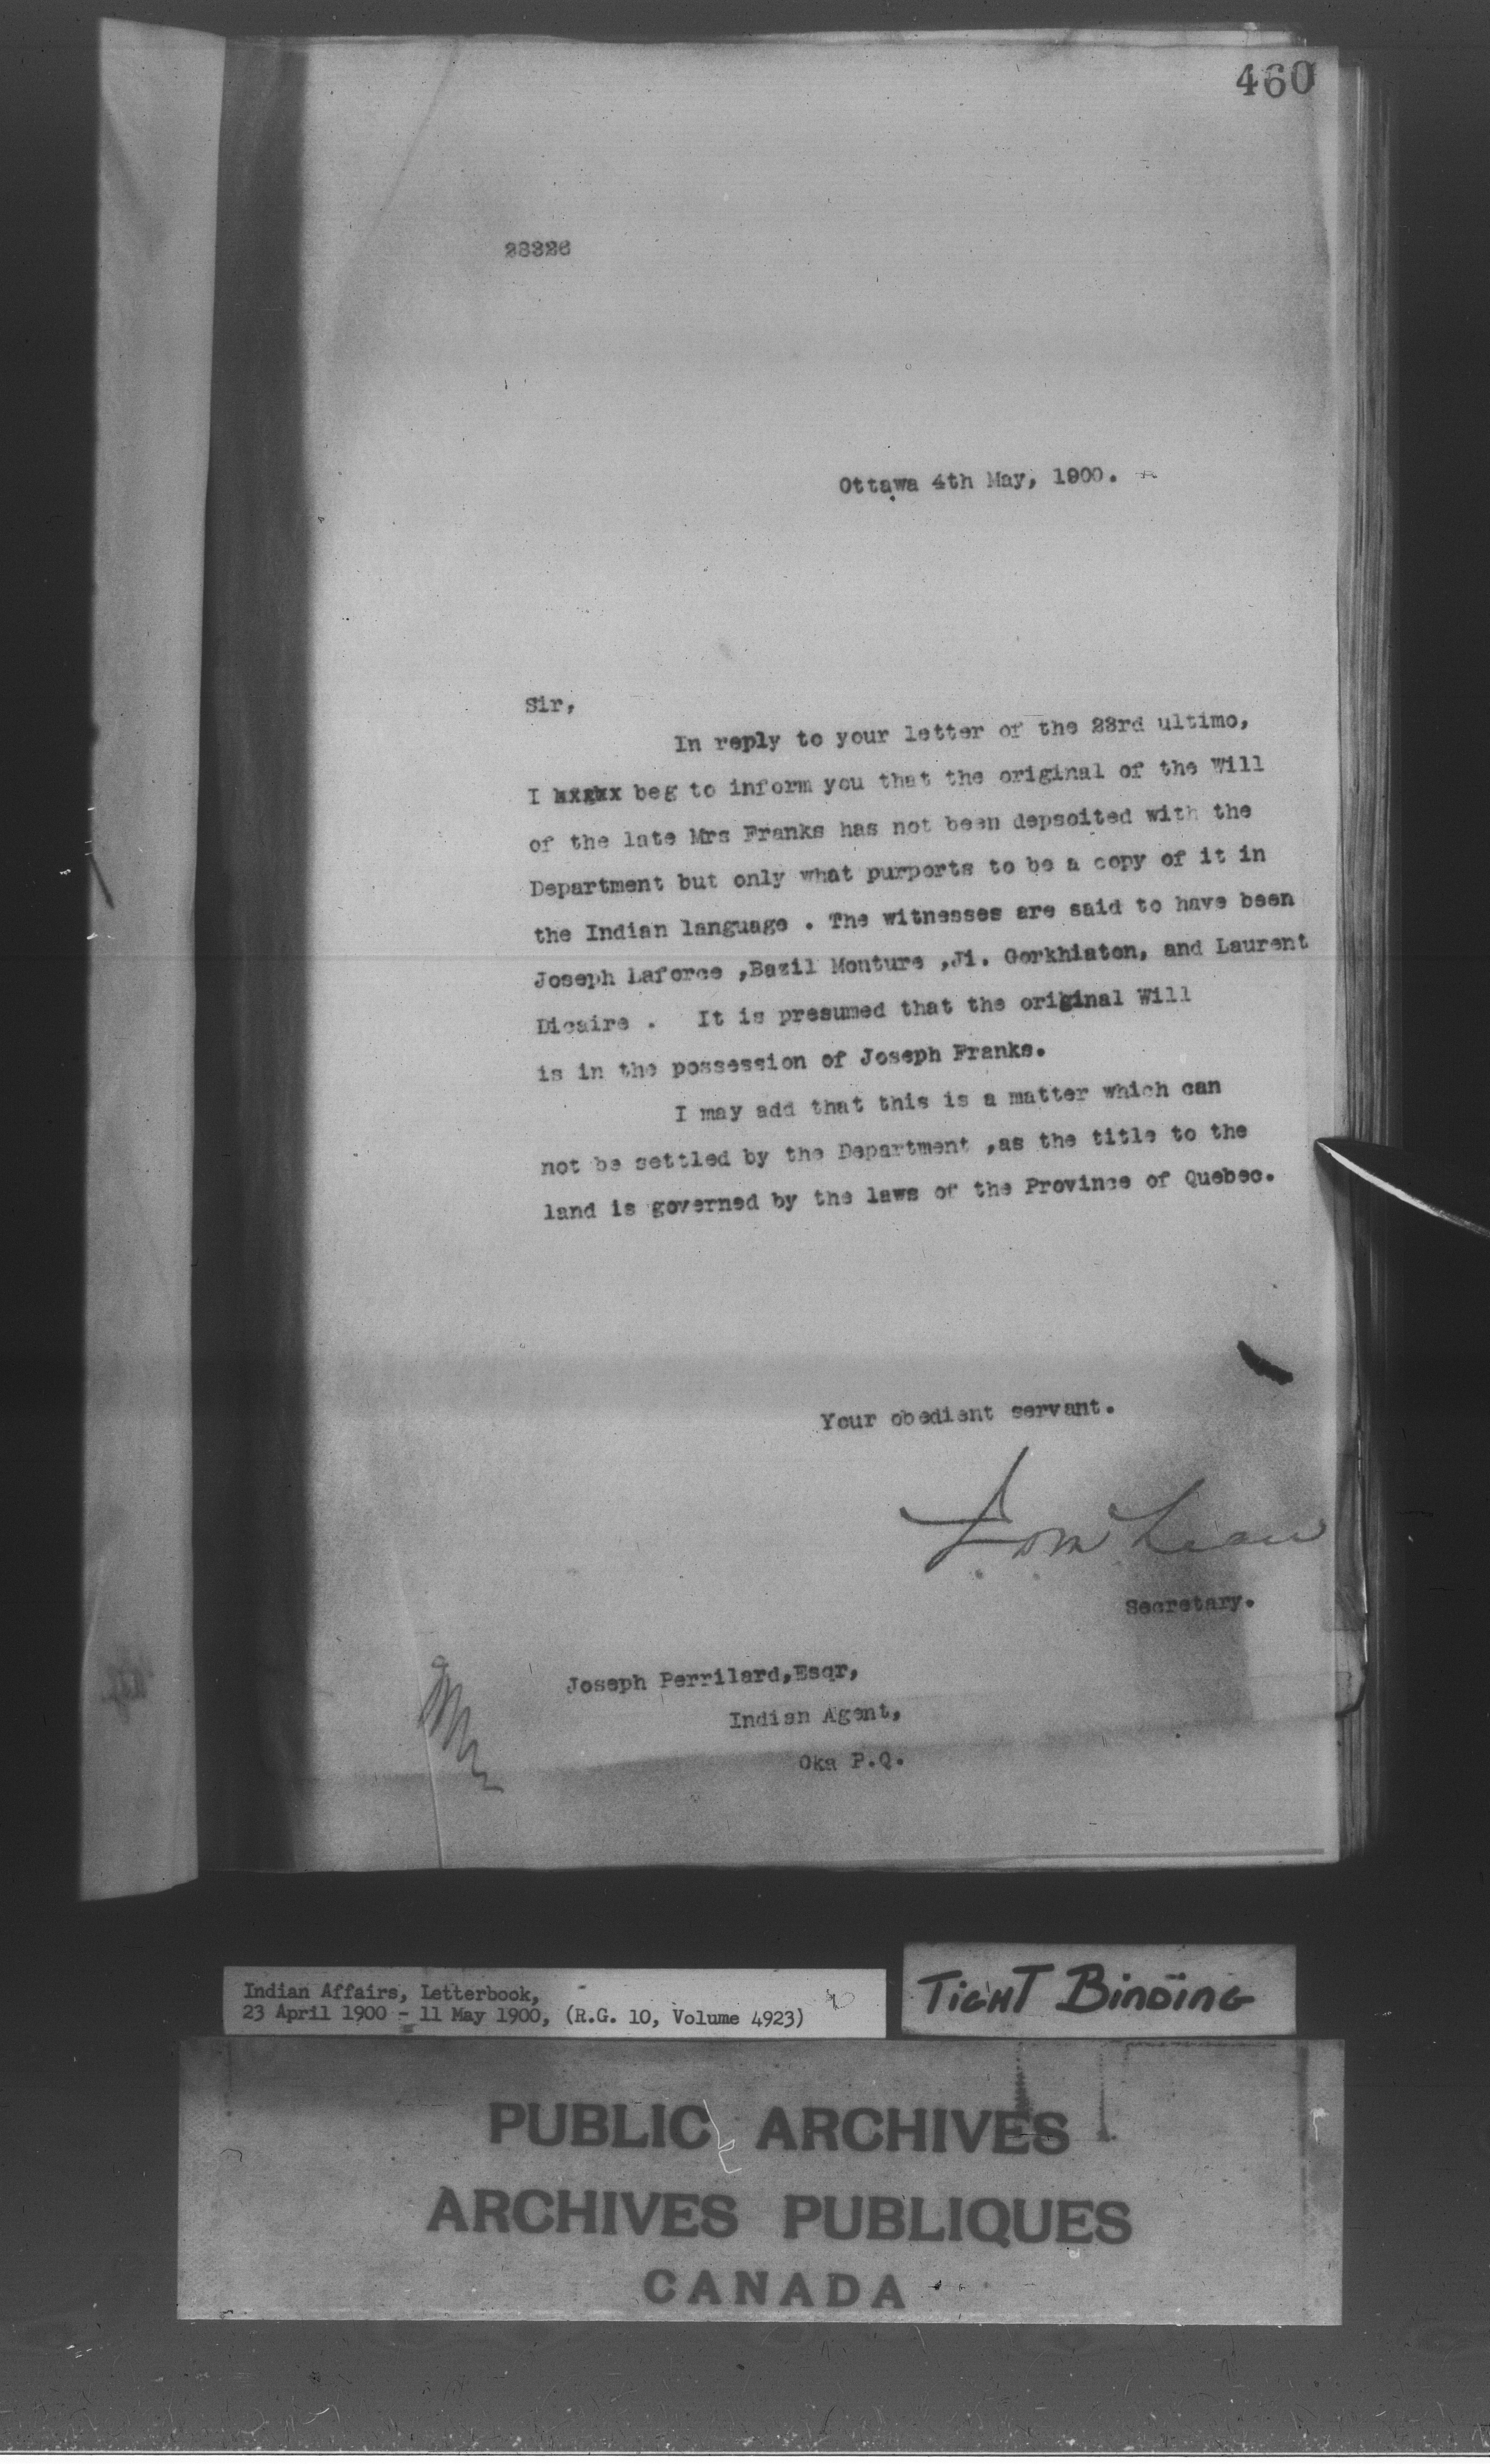 460
28326
Ottawa 4th May, 1900.
Sir,
In reply to your letter of the 23rd ultimo,
I xxxxx beg to inform you that the original of the Will
of the late Mrs Franks has not been depsoited with the
Department but only what purports to be a copy of it in
the Indian language . The witnesses are said to have been
Joseph Laforce ,Bazil Monture ,Ji. Gorkhiaton, and Laurent
Dicaire . It is presumed that the original Will
is in the possession of Joseph Franks.
I may add that this is a matter which can
not be settled by the Department ,as the title to the
land is governed by the laws of the Province of Quebec.
Your obedient servant.
Secretary.
Joseph Perrilard,Esqr,
Indian Agent,
Oka P.Q.
Indian Affairs, Letterbook,
23 April 1900 - 11 May 1900, (R.G. 10, Volume 4923)
TIGHT BINDING
PUBLIC ARCHIVES
ARCHIVES PUBLIQUES
CANADA